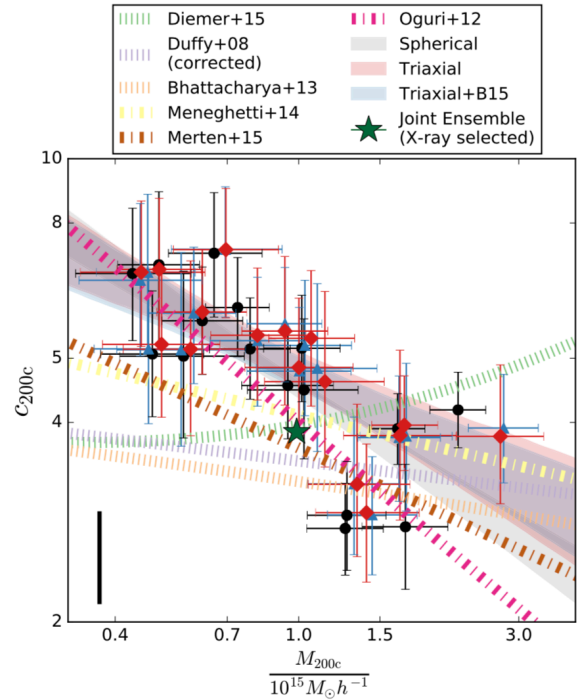 Diemer+15
Duffy+08
(corrected)
Bhattacharya+13
Meneghetti+14
Merten+15
Oguri+12
Spherical
Triaxial
Triaxial+B15
Joint Ensemble
(X-ray selected)
10
8
5
4
2
c200c
0.4
0.7
1.0
1.5
3.0
M200c
10^15 M⊙ h^−1